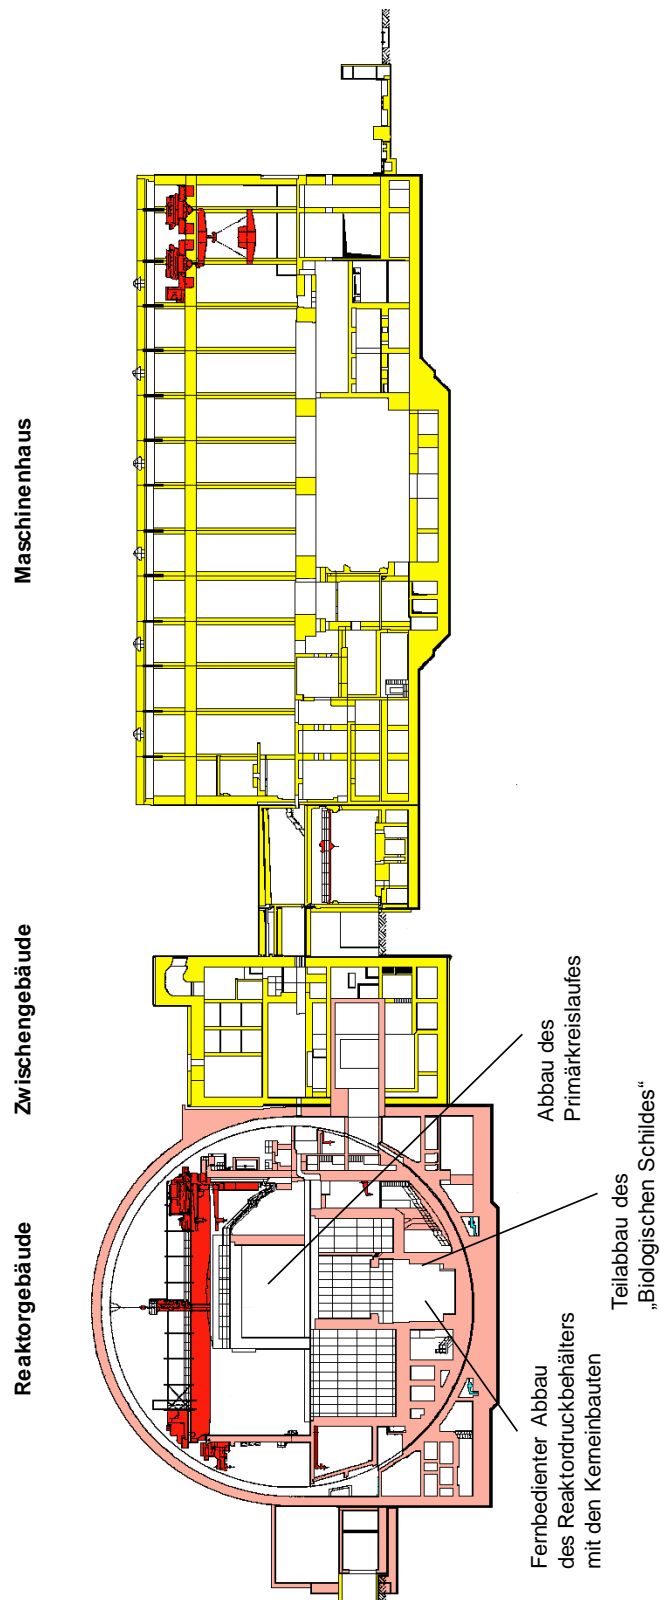 Reaktorgebäude
Zwischengebäude
Maschinenhaus
Fernbedienter Abbau
des Reaktordruckbehälters
mit den Kerneinbauten
Teilabbau des
„Biologischen Schildes“
Abbau des
Primärkreislaufes